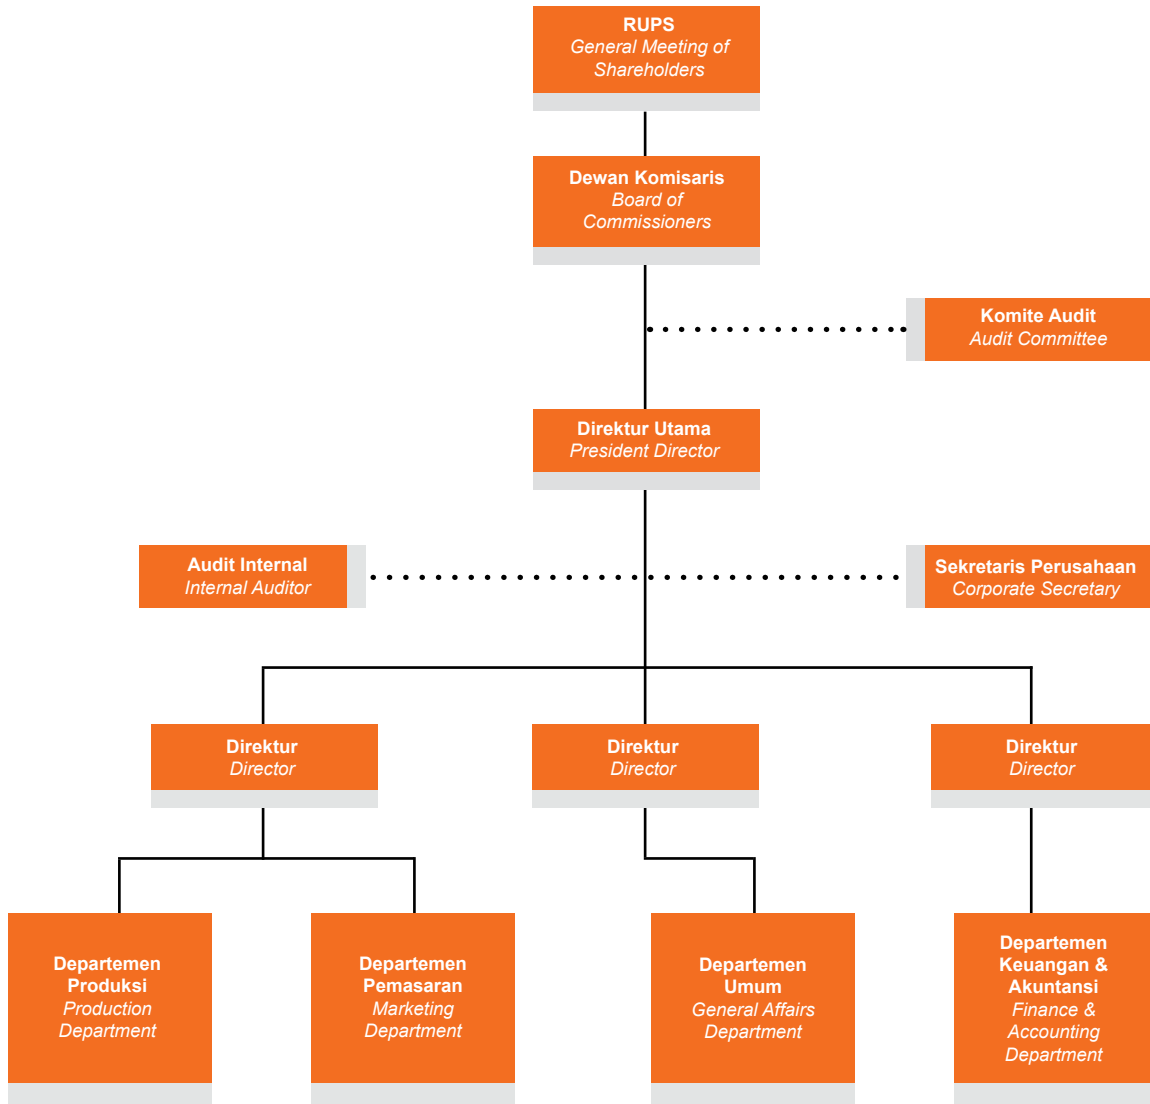 RUPS
General Meeting of
Shareholders
Dewan Komisaris
Board of
Commissioners
Komite Audit
Audit Committee
Direktur Utama
President Director
Audit Internal
Internal Auditor
Sekretaris Perusahaan
Corporate Secretary
Direktur
Director
Direktur
Director
Direktur
Director
Departemen
Produksi
Production
Department
Departemen
Pemasaran
Marketing
Department
Departemen
Umum
General Affairs
Department
Departemen
Keuangan &
Akuntansi
Finance &
Accounting
Department